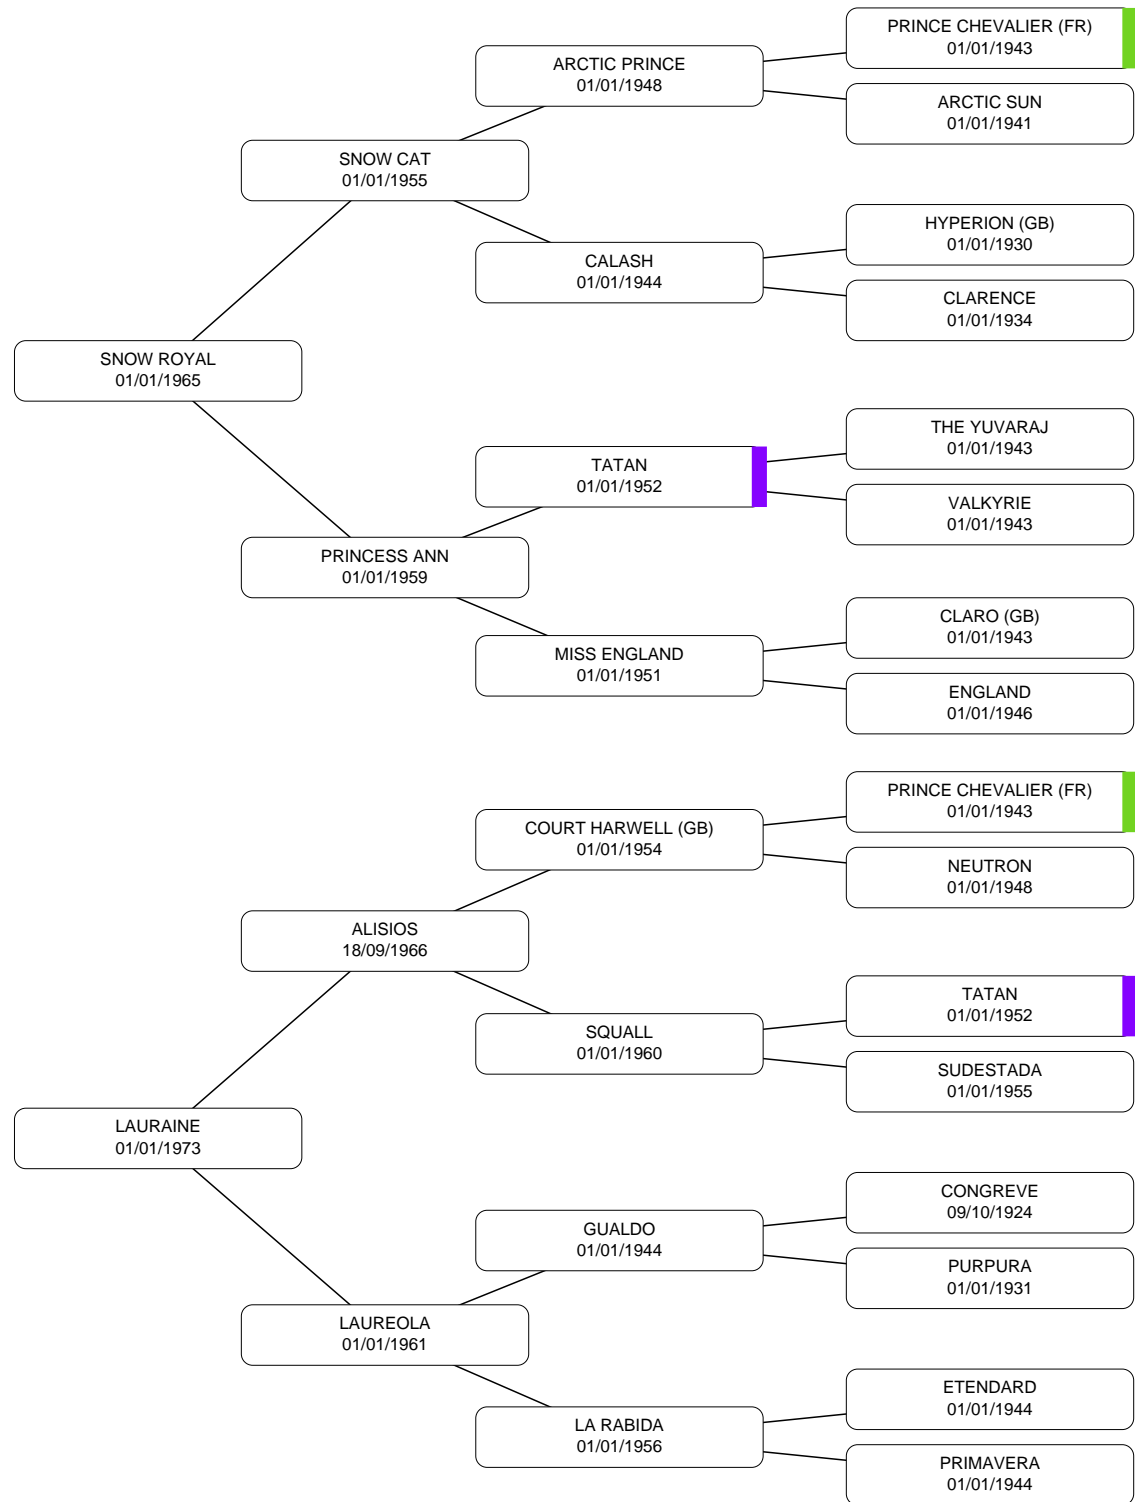 PRINCE CHEVALIER (FR)
01/01/1943
ARCTIC PRINCE
01/01/1948
ARCTIC SUN
01/01/1941
SNOW CAT
01/01/1955
HYPERION (GB)
01/01/1930
CALASH
01/01/1944
CLARENCE
01/01/1934
SNOW ROYAL
01/01/1965
THE YUVARAJ
01/01/1943
TATAN
01/01/1952
VALKYRIE
01/01/1943
PRINCESS ANN
01/01/1959
CLARO (GB)
01/01/1943
MISS ENGLAND
01/01/1951
ENGLAND
01/01/1946
PRINCE CHEVALIER (FR)
01/01/1943
COURT HARWELL (GB)
01/01/1954
NEUTRON
01/01/1948
ALISIOS
18/09/1966
TATAN
01/01/1952
SQUALL
01/01/1960
SUDESTADA
01/01/1955
LAURAINE
01/01/1973
CONGREVE
09/10/1924
GUALDO
01/01/1944
PURPURA
01/01/1931
LAUREOLA
01/01/1961
ETENDARD
01/01/1944
LA RABIDA
01/01/1956
PRIMAVERA
01/01/1944